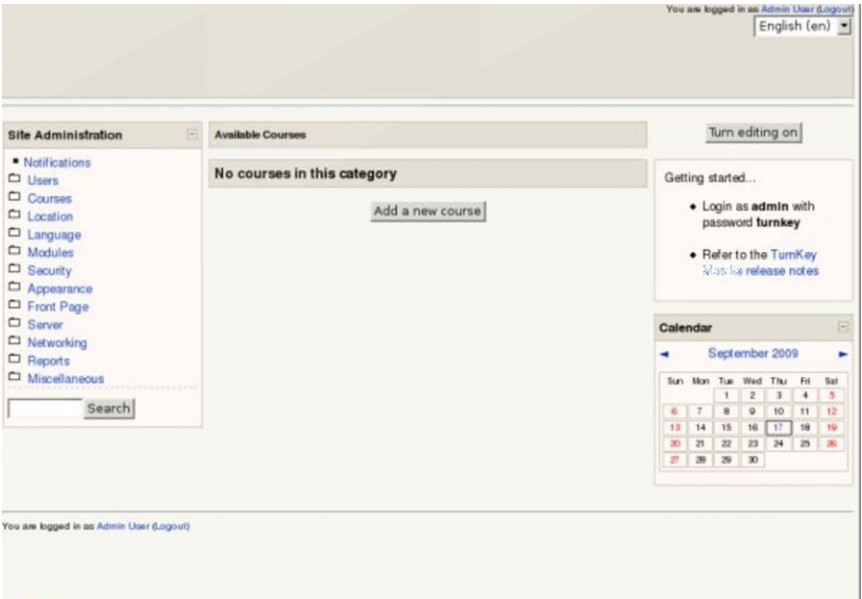 You are logged in as Admin User (Logout)
English (en)
Site Administration
Notifications
Users
Courses
Location
Language
Modules
Security
Appearance
Front Page
Server
Networking
Reports
Miscellaneous
Search
Available Courses
No courses in this category
Add a new course
Turn editing on
Getting started...
Login as admin with
password turnkey
Refer to the TurnKey
release notes
Calendar
September 2009
Sun Mon Tue Wed Thu Fri Sat
1 2 3 4 5
6 7 8 9 10 11 12
13 14 15 16 17 18 19
20 21 22 23 24 25 26
27 28 29 30
You are logged in as Admin User (Logout)